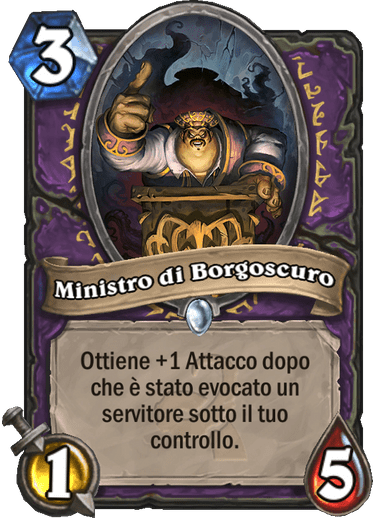 3
Ministro di Borgoscuro
Ottiene +1 Attacco dopo
che è stato evocato un
servitore sotto il tuo
controllo.
1
5